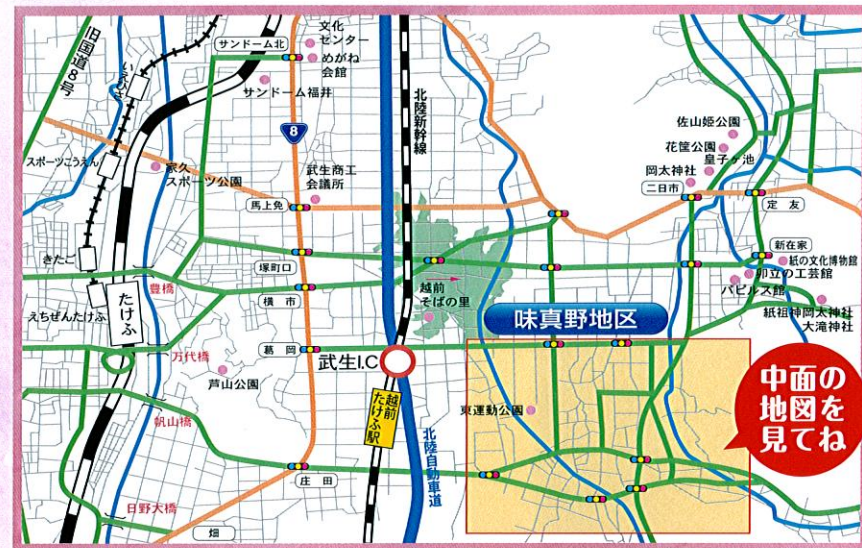 旧国道8号
いえひさ
サンドーム北
文化
センター
めがね
会館
サンドーム福井
8
北陸新幹線
スポーツこうえん
家久
スポーツ公園
武生商工
会議所
馬上免
佐山姫公園
花筐公園
皇子ヶ池
岡太神社
二日市
定友
新在家
紙の文化博物館
卯立の工芸館
パピルス館
紙祖神岡太神社
大滝神社
きたご
塚町口
豊橋
横市
越前
そばの里
たけふ
えちぜんたけふ
味真野地区
万代橋
葛岡
武生I.C
芦山公園
中面の
地図を
見てね
東運動公園
越前
たけふ駅
帆山橋
北陸自動車道
庄田
日野大橋
畑